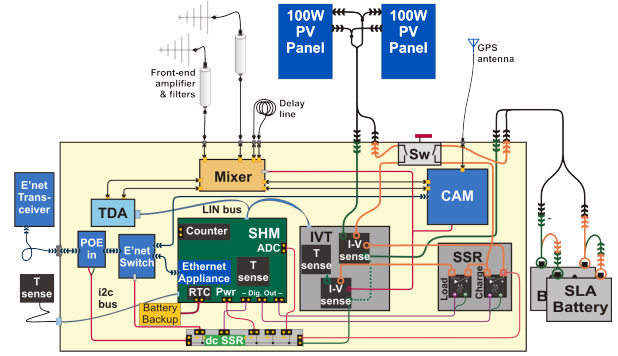 100W
PV
Panel
100W
PV
Panel
GPS
antenna
Front-end
amplifier
& filters
Delay
line
Sw
Mixer
CAM
E'net
Trans-
ceiver
TDA
LIN bus
SHM
Counter
ADC
IVT
I-V
sense
T
sense
POE
in
E'net
Switch
Ethernet
Appliance
T
sense
SSR
Load
Charge
I-V
sense
T
sense
i2c
bus
RTC
Pwr
– Dig. Out –
Battery
Backup
dc SSR
B
SLA
Battery